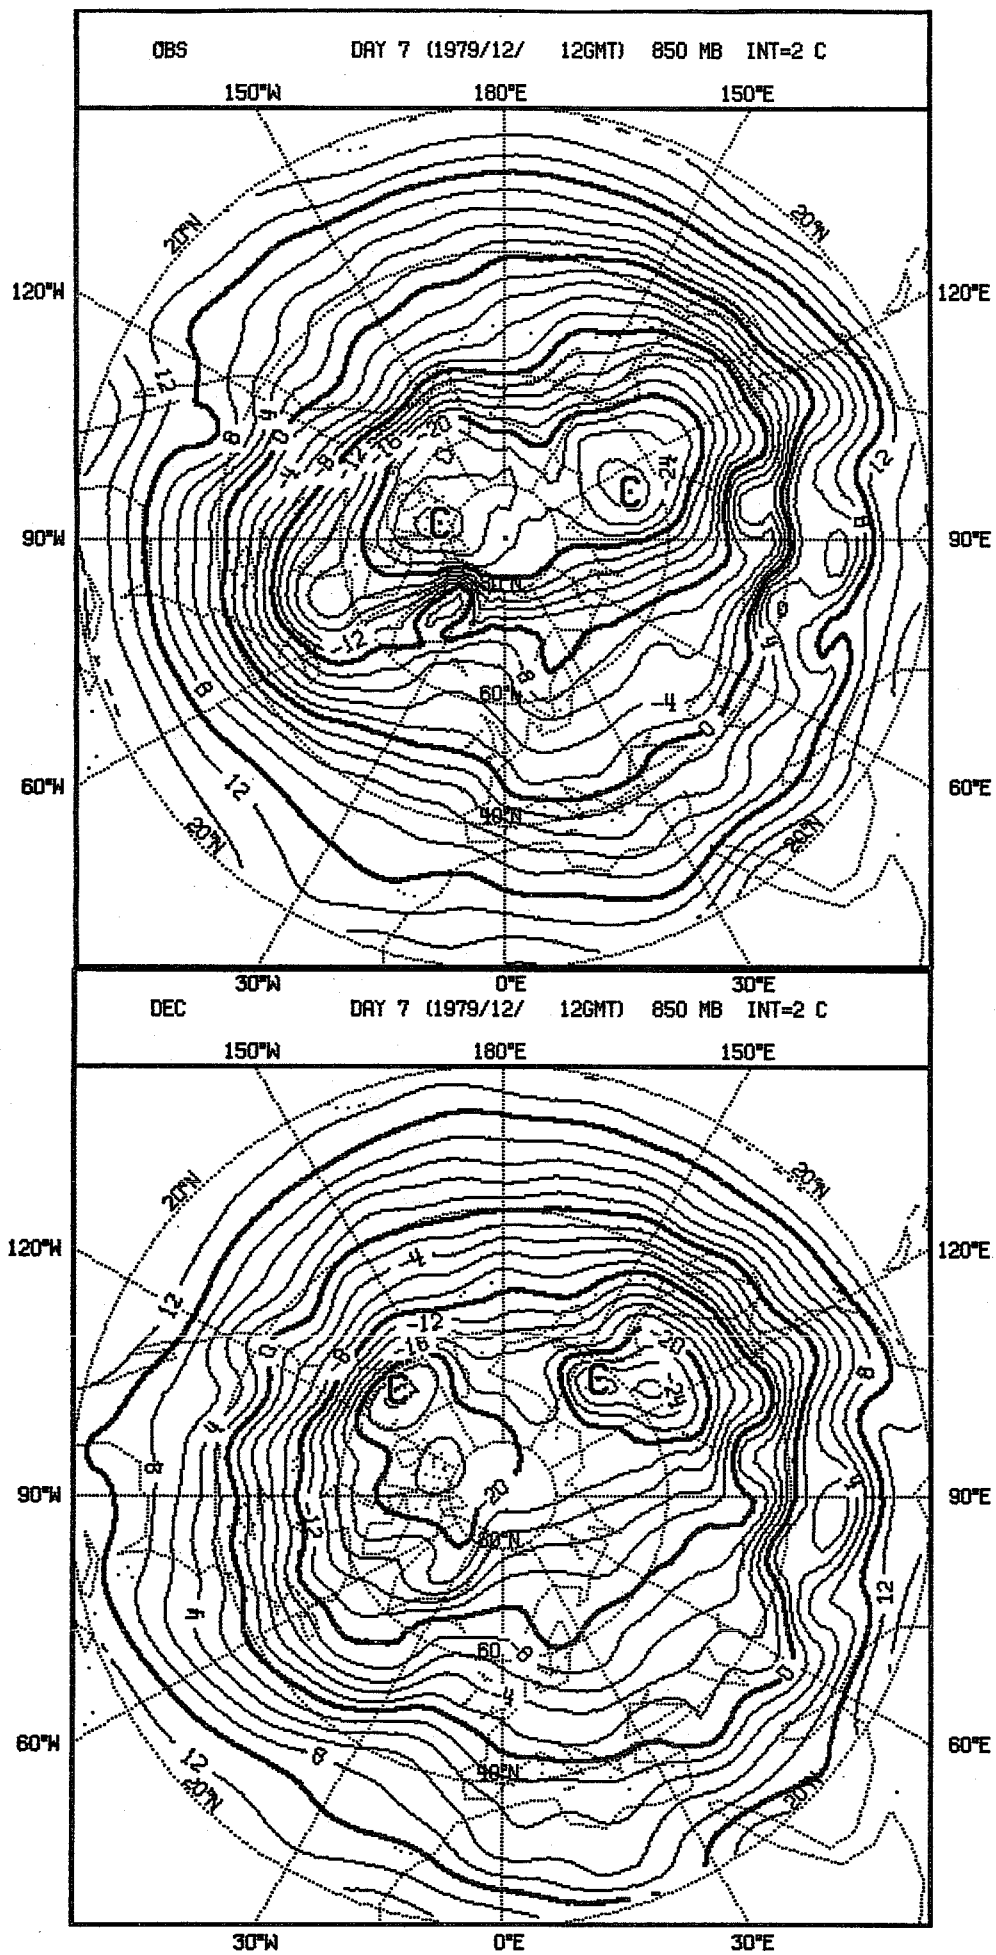 OBS DAY 7 (1979/12/ 12GMT) 850 MB INT=2 C
150°W 180°E 150°E
20°N 20°N
120°W 120°E
12
-4 0 8
8 0 -4 -8 -12 -16 -20 -24 12
C C
90°W 8 90°E
80°N
0
-12 4
8 60°N -8 -4
0
12
60°W 60°E
40°N
20°N 20°N
30°W 0°E 30°E
DEC DAY 7 (1979/12/ 12GMT) 850 MB INT=2 C
150°W 180°E 150°E
20°N 20°N
120°W -4 120°E
12
-12
0 -8 -16 -20 8
C C -24
4
8
90°W 20 90°E
-12 80°N
12
4
60 8
0
-4
60°W 60°E
12 8
40°N
20°N 20°N
30°W 0°E 30°E